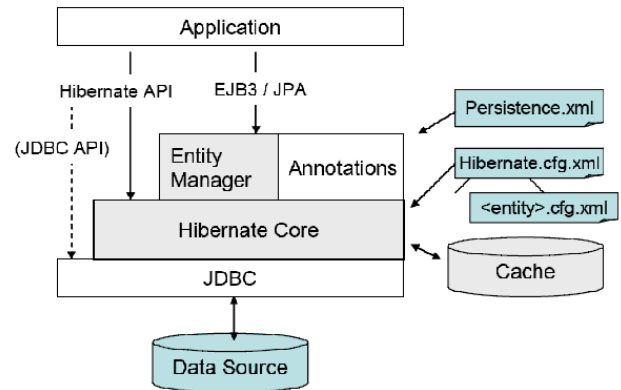 Application
Hibernate API
EJB3 / JPA
(JDBC API)
Persistence.xml
Entity
Manager
Annotations
Hibernate.cfg.xml
<entity>.cfg.xml
Hibernate Core
Cache
JDBC
Data Source